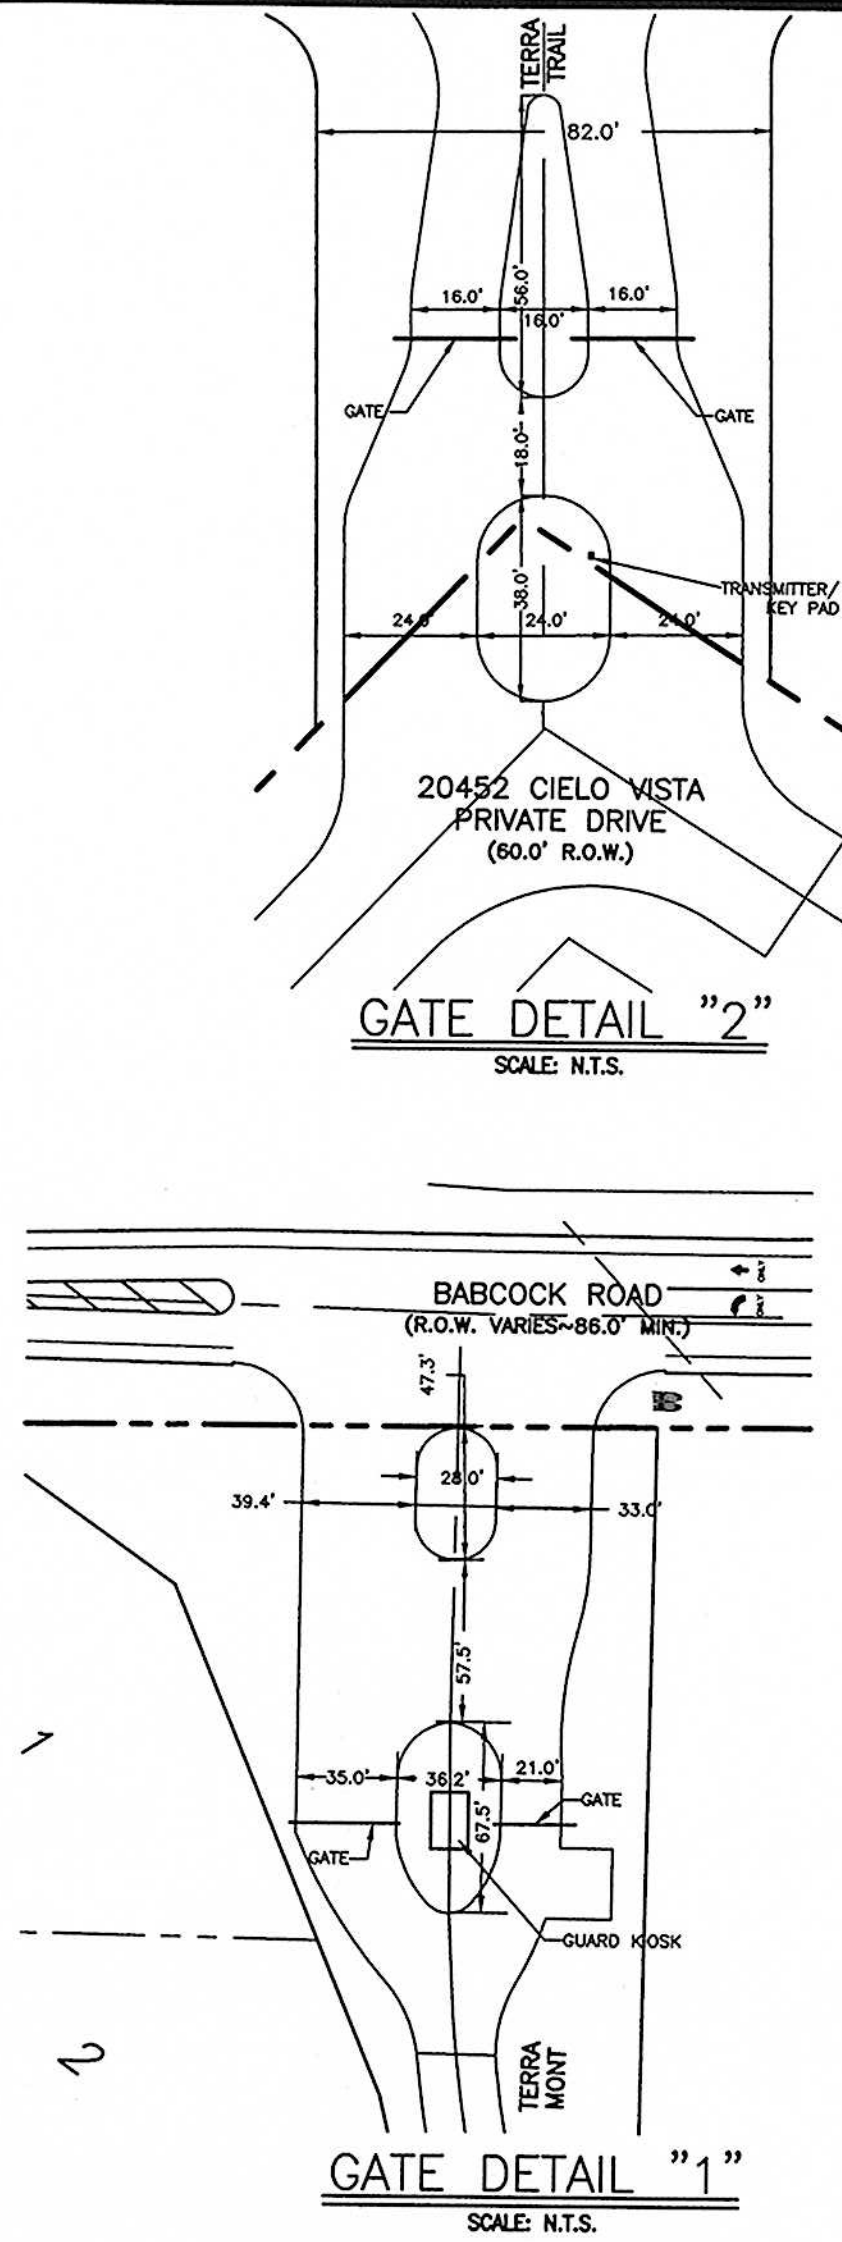 TERRA
TRAIL
82.0'
56.0'
16.0'
16.0'
16.0'
GATE
GATE
18.0'
TRANSMITTER/
KEY PAD
38.0'
24.0'
24.0'
24.0'
20452 CIELO VISTA
PRIVATE DRIVE
(60.0' R.O.W.)
GATE DETAIL "2"
SCALE: N.T.S.
ONLY
BABCOCK ROAD
ONLY
(R.O.W. VARIES~86.0' MIN.)
47.3'
28.0'
39.4'
33.0'
57.5'
35.0'
36.2'
21.0'
67.5'
GATE
GATE
GUARD KIOSK
TERRA
MONT
GATE DETAIL "1"
SCALE: N.T.S.